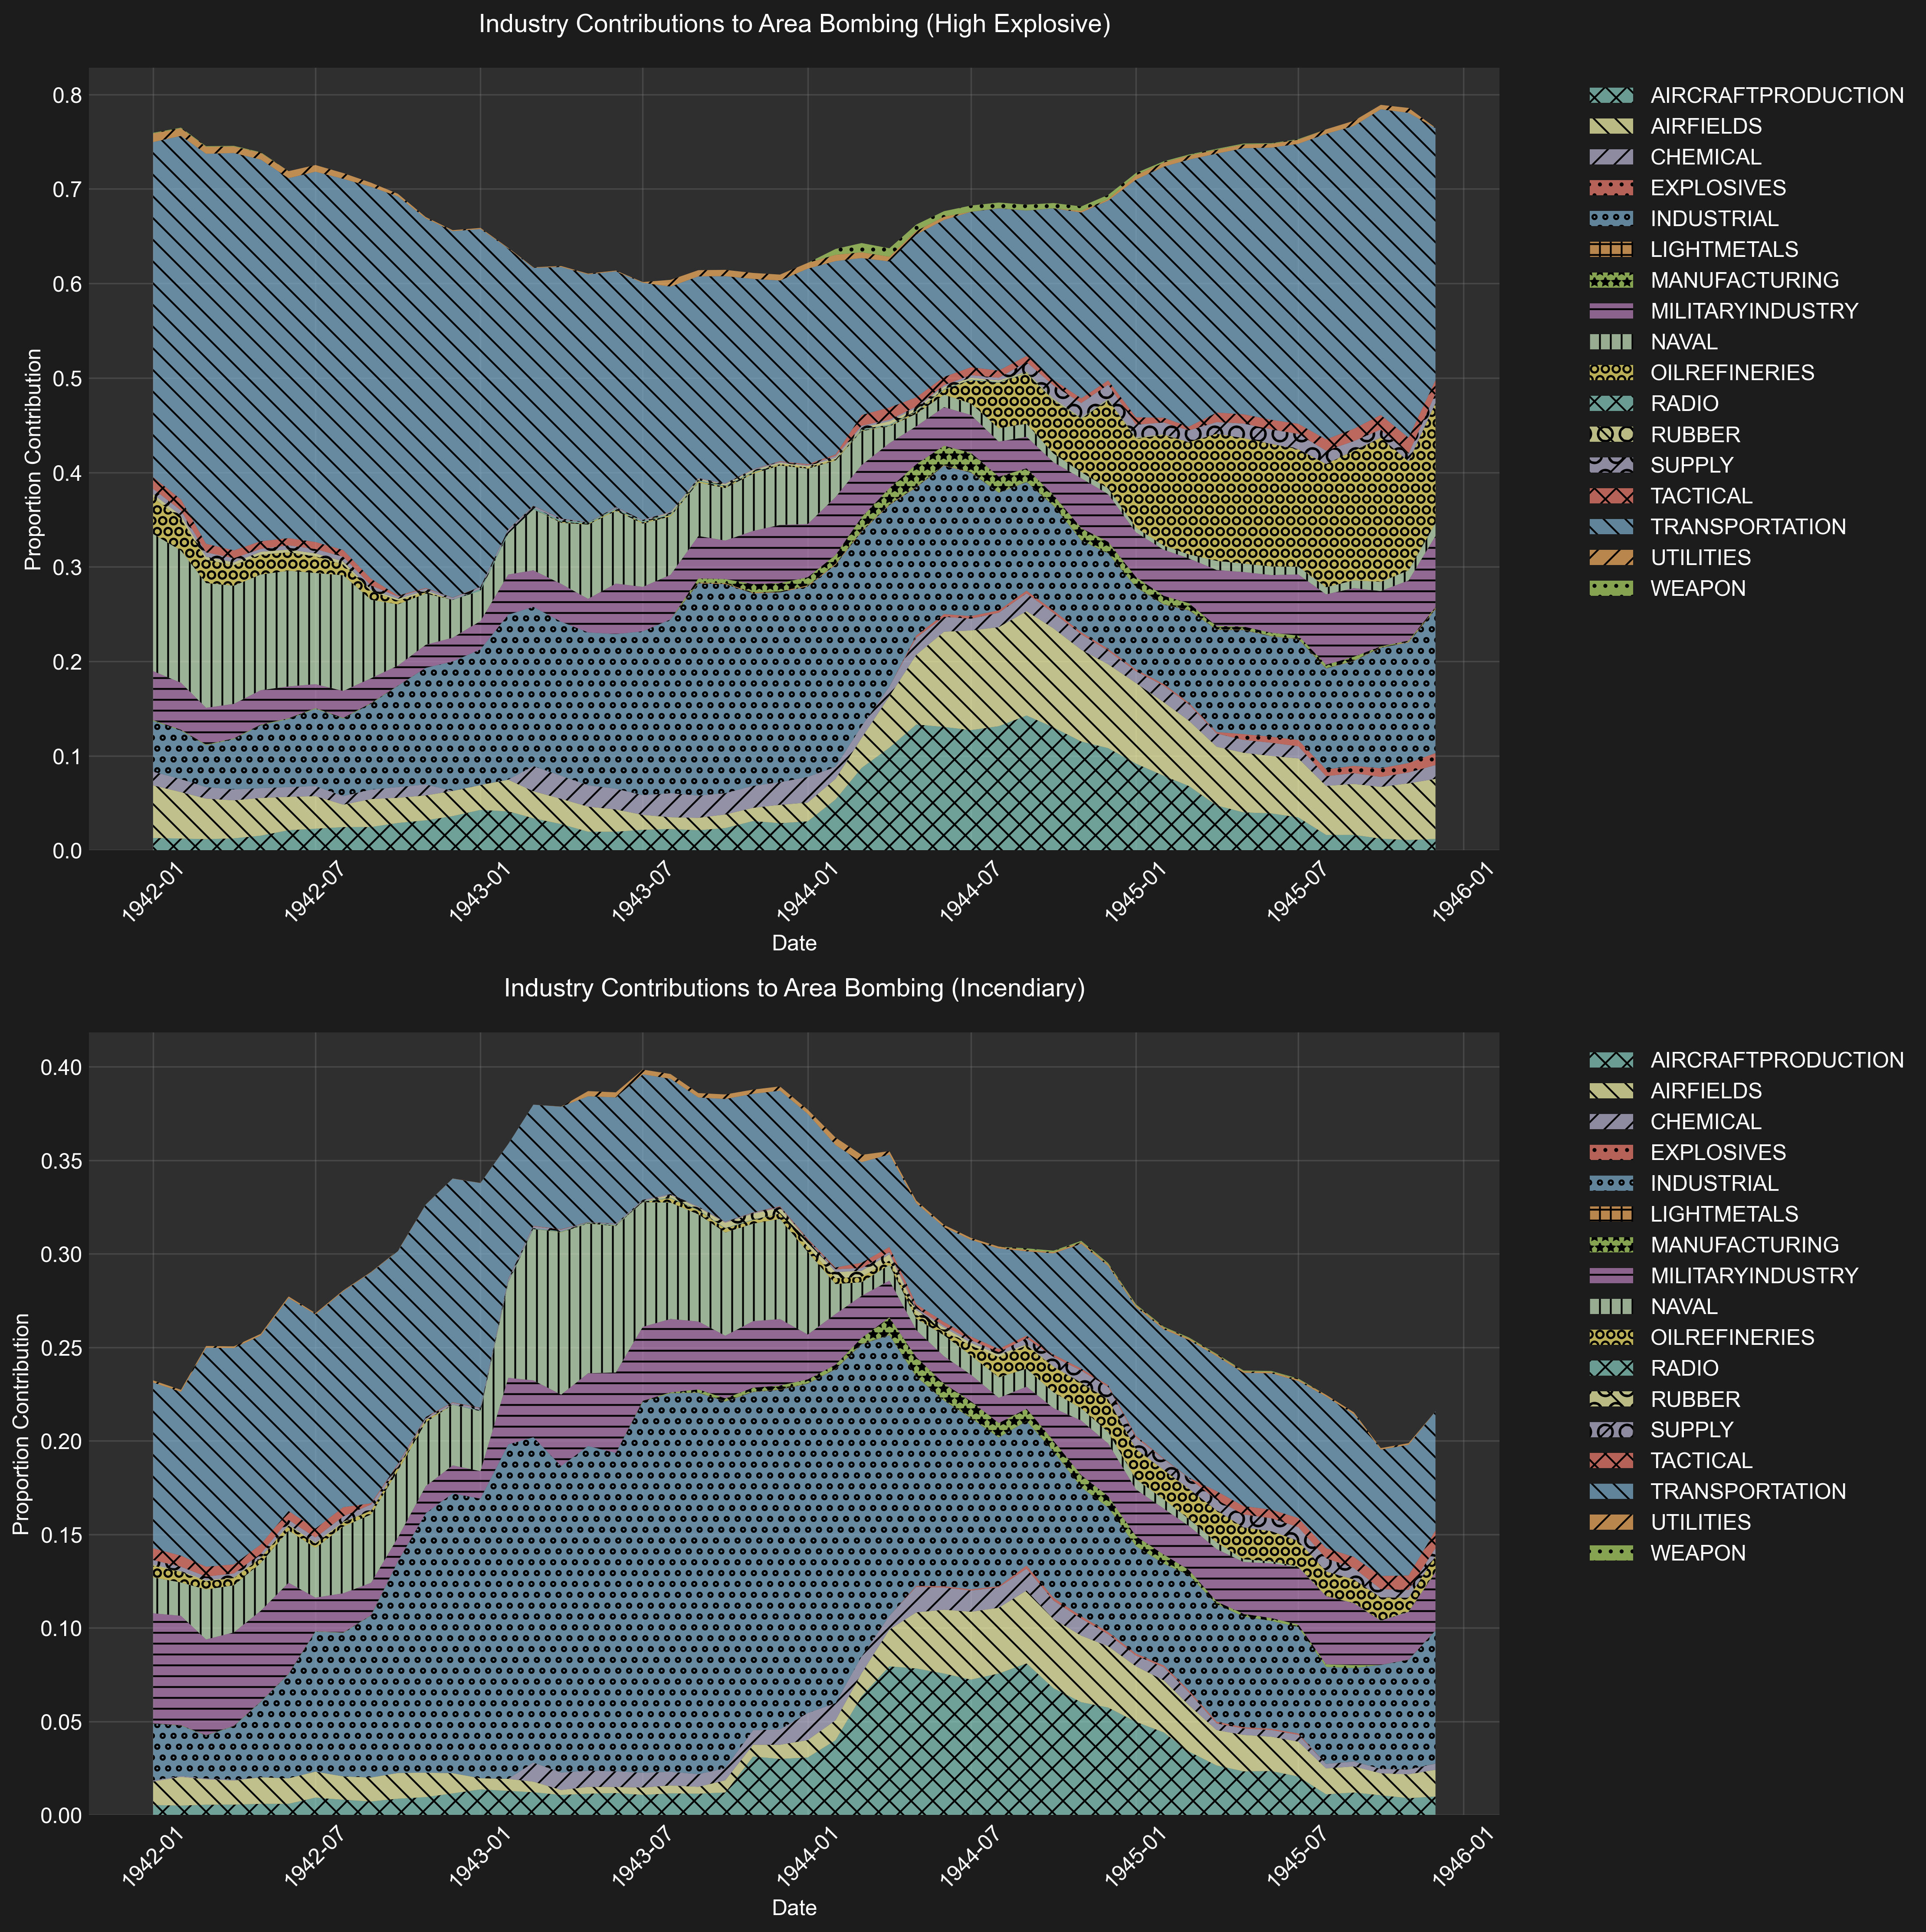 Industry Contributions to Area Bombing (High Explosive)
0.8
0.7
0.6
0.5
0.4
0.3
0.2
0.1
0.0
Proportion Contribution
1942-01
1942-07
1943-01
1943-07
1944-01
1944-07
1945-01
1945-07
1946-01
Date
AIRCRAFTPRODUCTION
AIRFIELDS
CHEMICAL
EXPLOSIVES
INDUSTRIAL
LIGHTMETALS
MANUFACTURING
MILITARYINDUSTRY
NAVAL
OILREFINERIES
RADIO
RUBBER
SUPPLY
TACTICAL
TRANSPORTATION
UTILITIES
WEAPON
Industry Contributions to Area Bombing (Incendiary)
0.40
0.35
0.30
0.25
0.20
0.15
0.10
0.05
0.00
Proportion Contribution
1942-01
1942-07
1943-01
1943-07
1944-01
1944-07
1945-01
1945-07
1946-01
Date
AIRCRAFTPRODUCTION
AIRFIELDS
CHEMICAL
EXPLOSIVES
INDUSTRIAL
LIGHTMETALS
MANUFACTURING
MILITARYINDUSTRY
NAVAL
OILREFINERIES
RADIO
RUBBER
SUPPLY
TACTICAL
TRANSPORTATION
UTILITIES
WEAPON